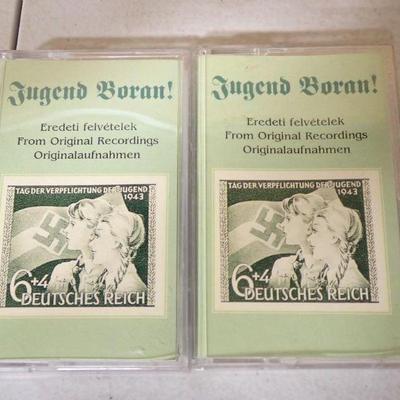 Jugend Voran!
Eredeti felvételek
From Original Recordings
Originalaufnahmen
TAG DER VERPFLICHTUNG DER JUGEND
1943
6+4
DEUTSCHES REICH
Jugend Voran!
Eredeti felvételek
From Original Recordings
Originalaufnahmen
TAG DER VERPFLICHTUNG DER JUGEND
1943
6+4
DEUTSCHES REICH